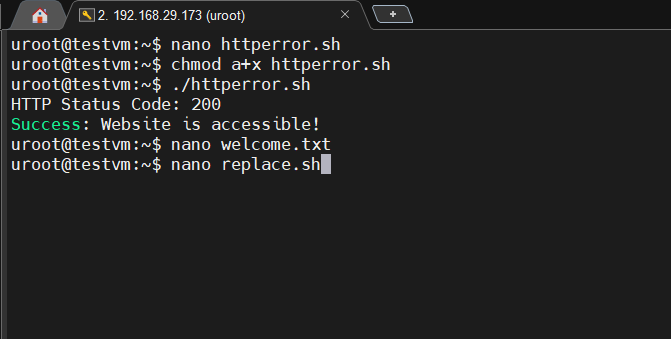 2. 192.168.29.173 (uroot)
uroot@testvm:~$ nano httperror.sh
uroot@testvm:~$ chmod a+x httperror.sh
uroot@testvm:~$ ./httperror.sh
HTTP Status Code: 200
Success: Website is accessible!
uroot@testvm:~$ nano welcome.txt
uroot@testvm:~$ nano replace.sh